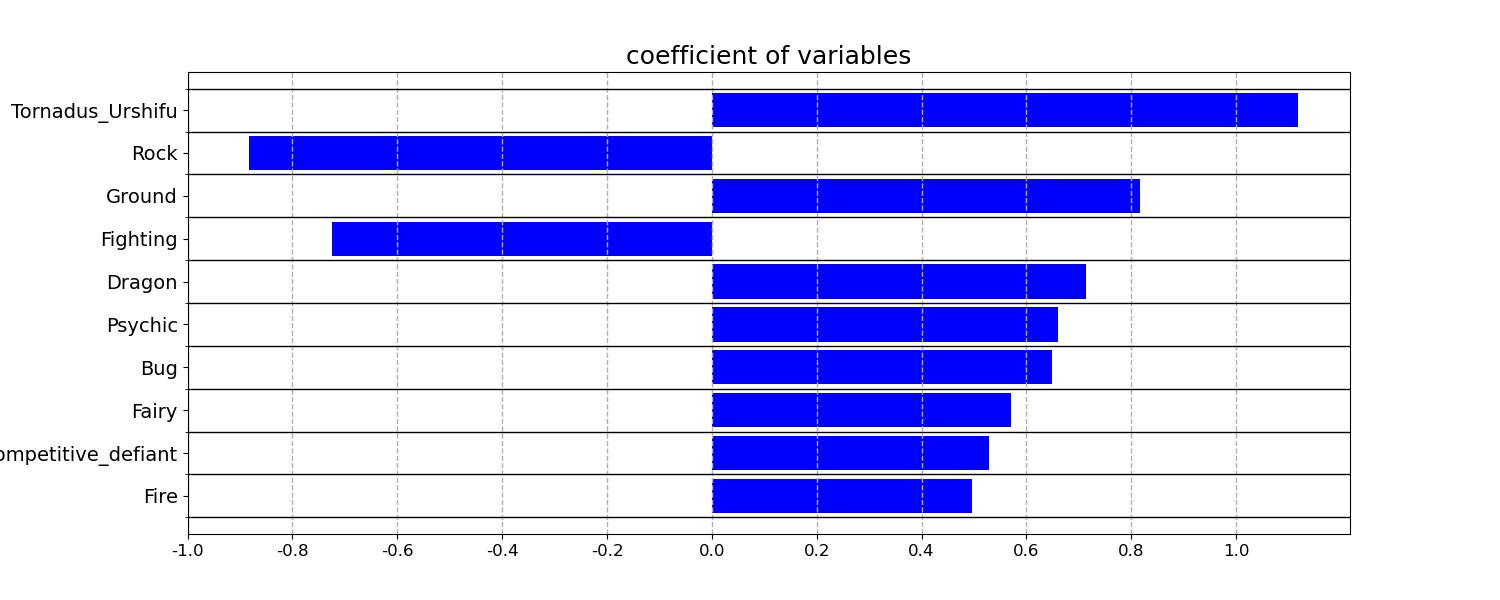 coefficient of variables
Tornadus_Urshifu
Rock
Ground
Fighting
Dragon
Psychic
Bug
Fairy
ompetitive_defiant
Fire
-1.0 -0.8 -0.6 -0.4 -0.2 0.0 0.2 0.4 0.6 0.8 1.0